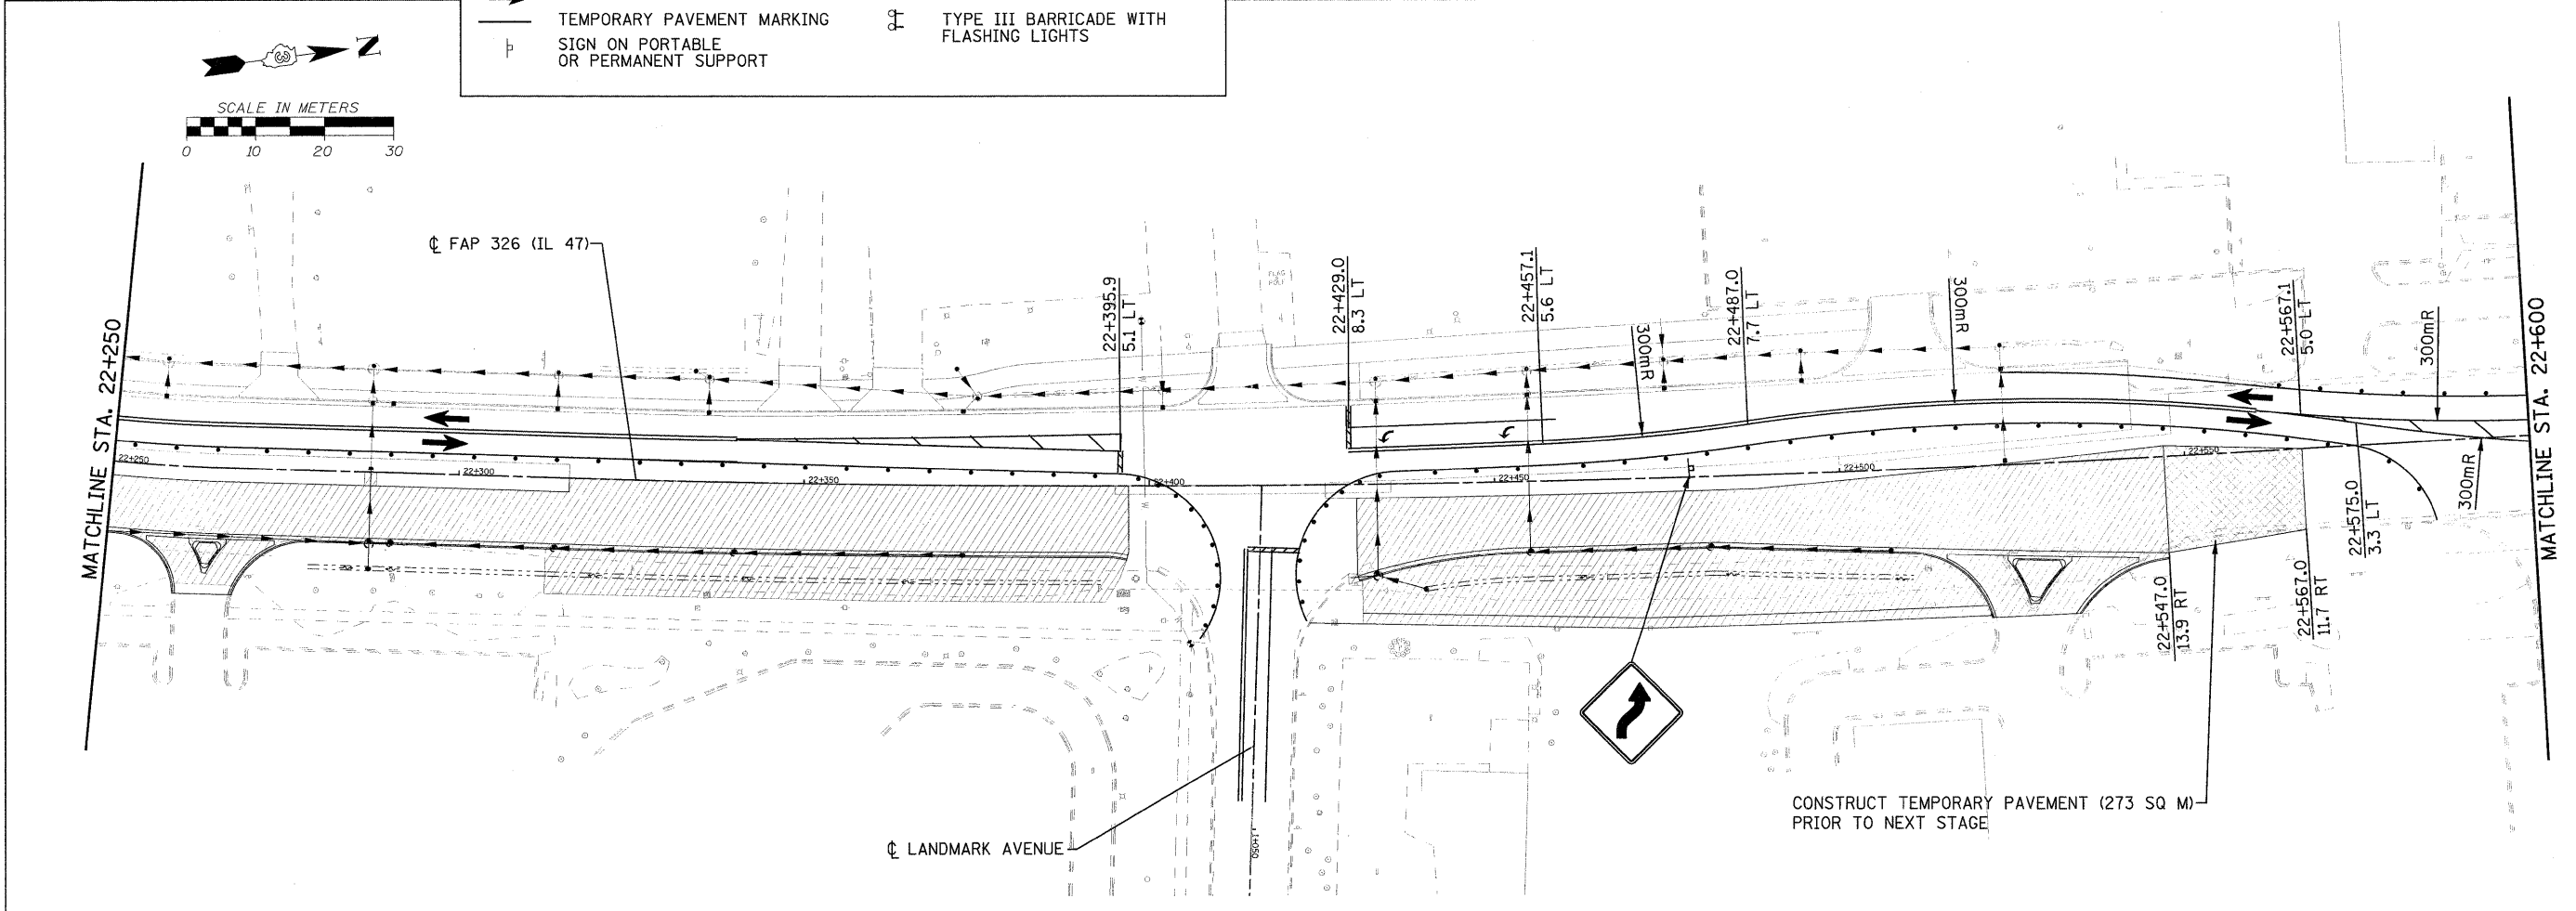 TEMPORARY PAVEMENT MARKING
SIGN ON PORTABLE
OR PERMANENT SUPPORT
TYPE III BARRICADE WITH
FLASHING LIGHTS
N
SCALE IN METERS
0 10 20 30
℄ FAP 326 (IL 47)
MATCHLINE STA. 22+250
22+395.9
5.1 LT
22+429.0
8.3 LT
22+457.1
5.6 LT
300mR
22+487.0
7.7 LT
300mR
22+567.1
5.0 LT
300mR
MATCHLINE STA. 22+600
22+250
22+300
22+350
22+400
22+450
22+500
22+550
300mR
22+575.0
3.3 LT
22+547.0
13.9 RT
22+567.0
11.7 RT
CONSTRUCT TEMPORARY PAVEMENT (273 SQ M)
PRIOR TO NEXT STAGE
℄ LANDMARK AVENUE
11+050